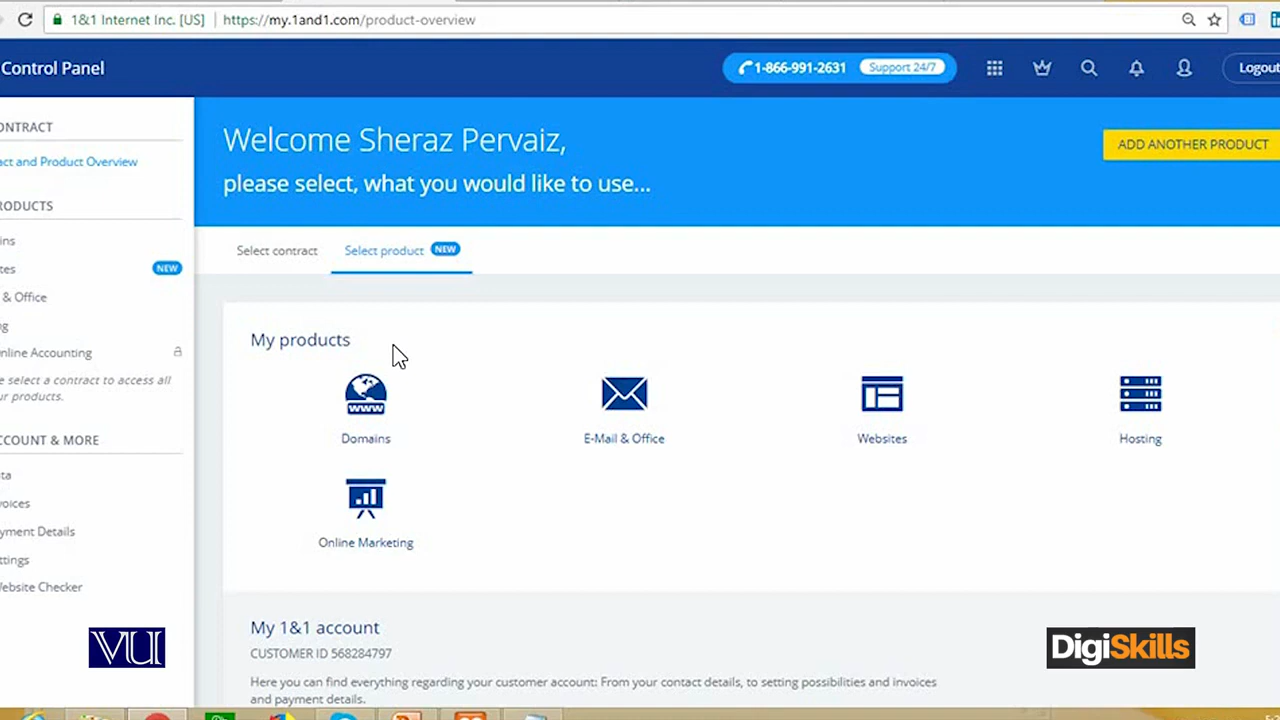 1&1 Internet Inc. [US]
https://my.1and1.com/product-overview
Control Panel
1-866-991-2631
Support 24/7
Logout
ONTRACT
act and Product Overview
RODUCTS
ins
tes
NEW
& Office
g
nline Accounting
e select a contract to access all
ur products.
CCOUNT & MORE
ta
voices
yment Details
ttings
ebsite Checker
Welcome Sheraz Pervaiz,
please select, what you would like to use...
ADD ANOTHER PRODUCT
Select contract
Select product NEW
My products
WWW
Domains
E-Mail & Office
Websites
Hosting
Online Marketing
My 1&1 account
CUSTOMER ID 568284797
Here you can find everything regarding your customer account: From your contact details, to setting possibilities and invoices
and payment details.
VU
DigiSkills